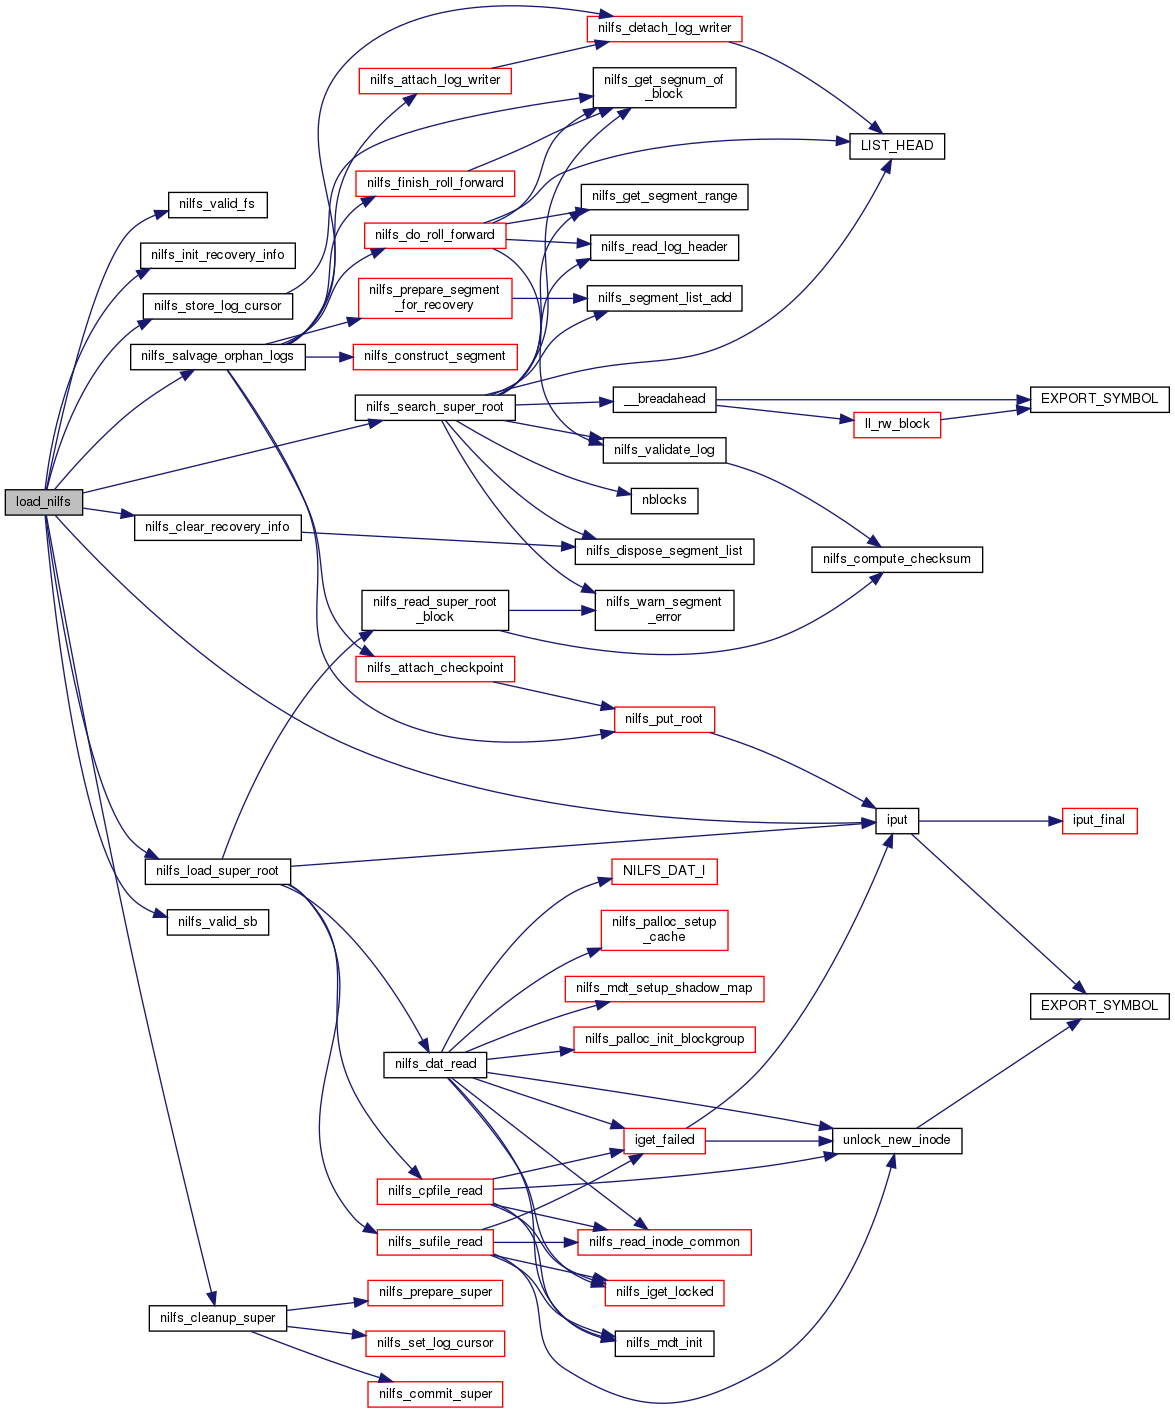 nilfs_detach_log_writer
nilfs_attach_log_writer
nilfs_get_segnum_of
_block
LIST_HEAD
nilfs_finish_roll_forward
nilfs_get_segment_range
nilfs_valid_fs
nilfs_do_roll_forward
nilfs_read_log_header
nilfs_init_recovery_info
nilfs_prepare_segment
_for_recovery
nilfs_segment_list_add
nilfs_store_log_cursor
nilfs_salvage_orphan_logs
nilfs_construct_segment
nilfs_search_super_root
__breadahead
EXPORT_SYMBOL
ll_rw_block
nilfs_validate_log
load_nilfs
nblocks
nilfs_clear_recovery_info
nilfs_dispose_segment_list
nilfs_compute_checksum
nilfs_read_super_root
_block
nilfs_warn_segment
_error
nilfs_attach_checkpoint
nilfs_put_root
iput
iput_final
nilfs_load_super_root
NILFS_DAT_I
nilfs_valid_sb
nilfs_palloc_setup
_cache
nilfs_mdt_setup_shadow_map
EXPORT_SYMBOL
nilfs_palloc_init_blockgroup
nilfs_dat_read
iget_failed
unlock_new_inode
nilfs_cpfile_read
nilfs_sufile_read
nilfs_read_inode_common
nilfs_prepare_super
nilfs_iget_locked
nilfs_cleanup_super
nilfs_set_log_cursor
nilfs_mdt_init
nilfs_commit_super